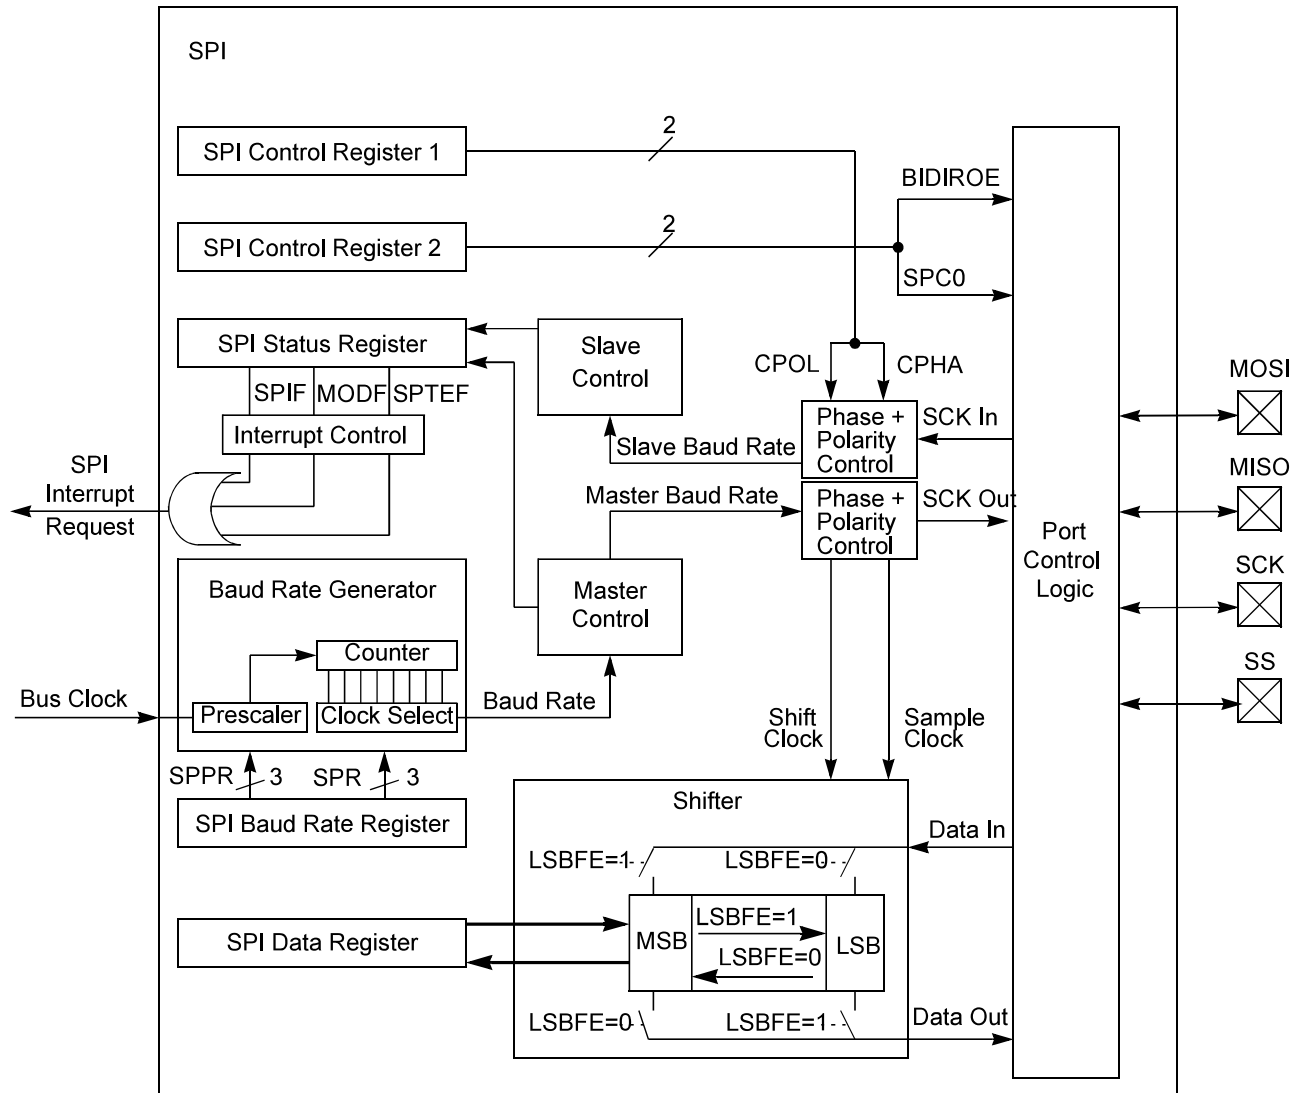 SPI
SPI Control Register 1
2
BIDIROE
SPI Control Register 2
2
SPC0
SPI Status Register
Slave
Control
CPOL
CPHA
MOSI
SPIF
MODF
SPTEF
Interrupt Control
Phase +
Polarity
Control
SCK In
Slave Baud Rate
SPI
Interrupt
Request
MISO
Master Baud Rate
Phase +
Polarity
Control
SCK Out
Port
Control
Logic
SCK
Baud Rate Generator
Master
Control
Counter
SS
Bus Clock
Prescaler
Clock Select
Baud Rate
Shift
Clock
Sample
Clock
SPPR
3
SPR
3
SPI Baud Rate Register
Shifter
Data In
LSBFE=1
LSBFE=0
SPI Data Register
MSB
LSBFE=1
LSBFE=0
LSB
LSBFE=0
LSBFE=1
Data Out